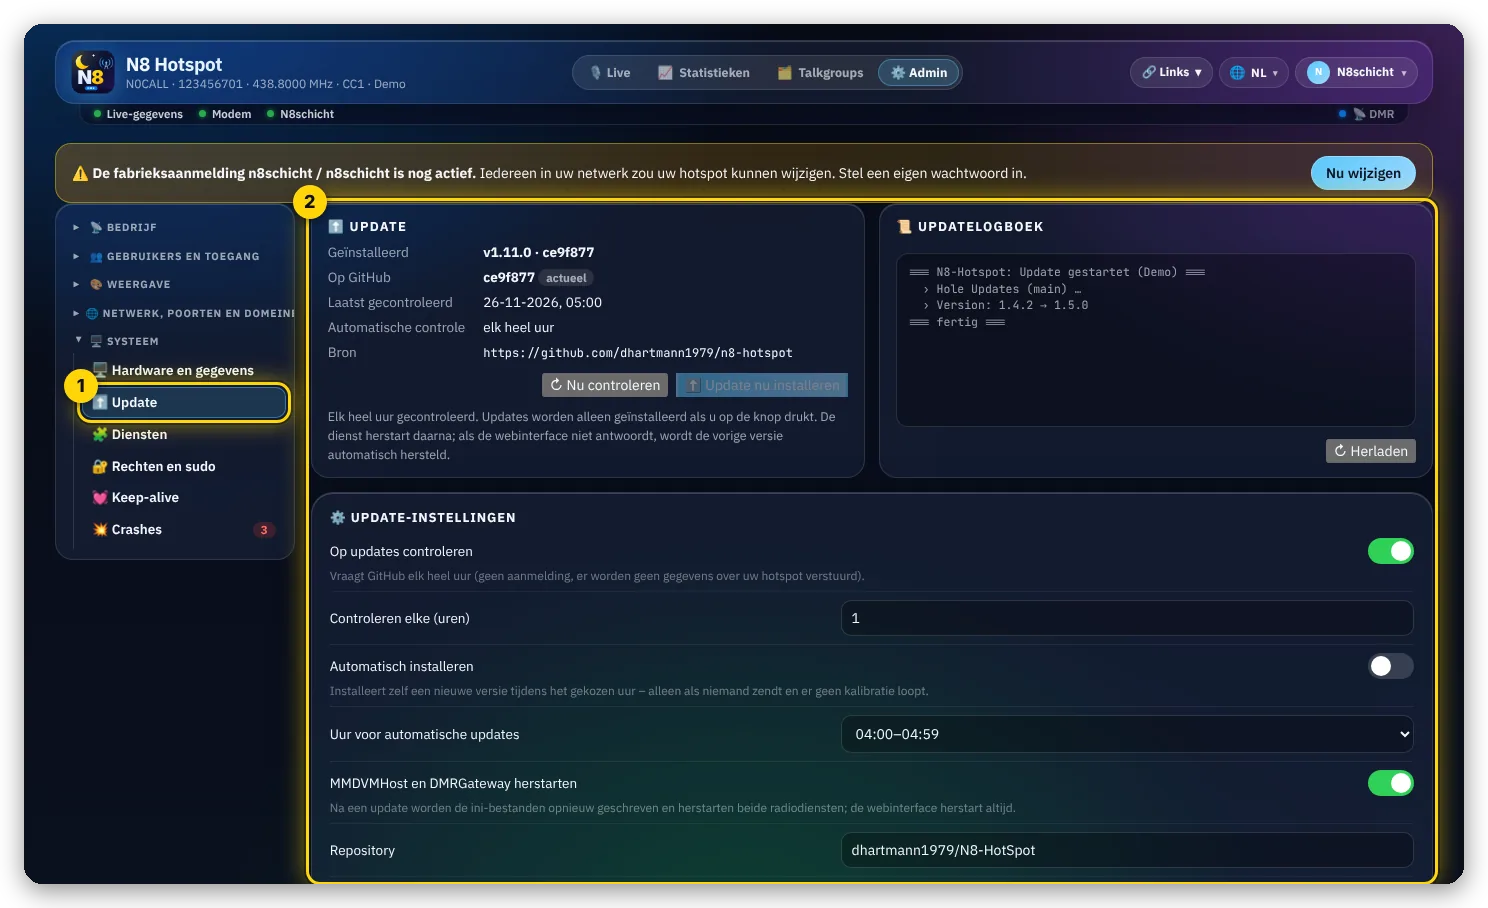 N8 Hotspot
N0CALL · 123456701 · 438.8000 MHz · CC1 · Demo
Live
Statistieken
Talkgroups
Admin
Links ▾
NL ▾
N
N8schicht ▾
N8
Live-gegevens
Modem
N8schicht
DMR
De fabrieksaanmelding n8schicht / n8schicht is nog actief. Iedereen in uw netwerk zou uw hotspot kunnen wijzigen. Stel een eigen wachtwoord in.
Nu wijzigen
BEDRIJF
GEBRUIKERS EN TOEGANG
WEERGAVE
NETWERK, POORTEN EN DOMEIN
SYSTEEM
Hardware en gegevens
1
Update
Diensten
Rechten en sudo
Keep-alive
Crashes
3
2
UPDATE
Geïnstalleerd v1.11.0 · ce9f877
Op GitHub ce9f877 actueel
Laatst gecontroleerd 26-11-2026, 05:00
Automatische controle elk heel uur
Bron https://github.com/dhartmann1979/n8-hotspot
Nu controleren
Update nu installeren
Elk heel uur gecontroleerd. Updates worden alleen geïnstalleerd als u op de knop drukt. De
dienst herstart daarna; als de webinterface niet antwoordt, wordt de vorige versie
automatisch hersteld.
UPDATELOGBOEK
═══ N8-Hotspot: Update gestartet (Demo) ═══
› Hole Updates (main) …
› Version: 1.4.2 → 1.5.0
═══ fertig ═══
Herladen
UPDATE-INSTELLINGEN
Op updates controleren
Vraagt GitHub elk heel uur (geen aanmelding, er worden geen gegevens over uw hotspot verstuurd).
Controleren elke (uren) 1
Automatisch installeren
Installeert zelf een nieuwe versie tijdens het gekozen uur – alleen als niemand zendt en er geen kalibratie loopt.
Uur voor automatische updates 04:00–04:59
MMDVMHost en DMRGateway herstarten
Na een update worden de ini-bestanden opnieuw geschreven en herstarten beide radiodiensten; de webinterface herstart altijd.
Repository dhartmann1979/N8-HotSpot